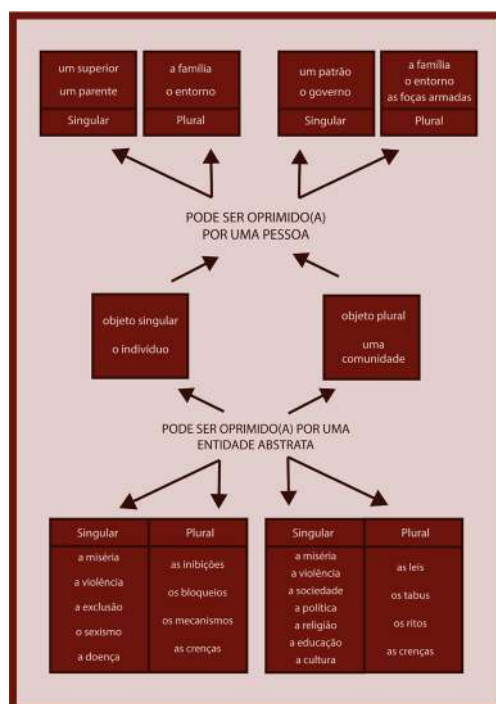 um superior
um parente
Singular
a família
o entorno
Plural
um patrão
o governo
Singular
a família
o entorno
as foças armadas
Plural
PODE SER OPRIMIDO(A)
POR UMA PESSOA
objeto singular
o indivíduo
objeto plural
uma
comunidade
PODE SER OPRIMIDO(A) POR UMA
ENTIDADE ABSTRATA
Singular
a miséria
a violência
a exclusão
o sexismo
a doença
Plural
as inibições
os bloqueios
os mecanismos
as crenças
Singular
a miséria
a violência
a sociedade
a política
a religião
a educação
a cultura
Plural
as leis
os tabus
os ritos
as crenças